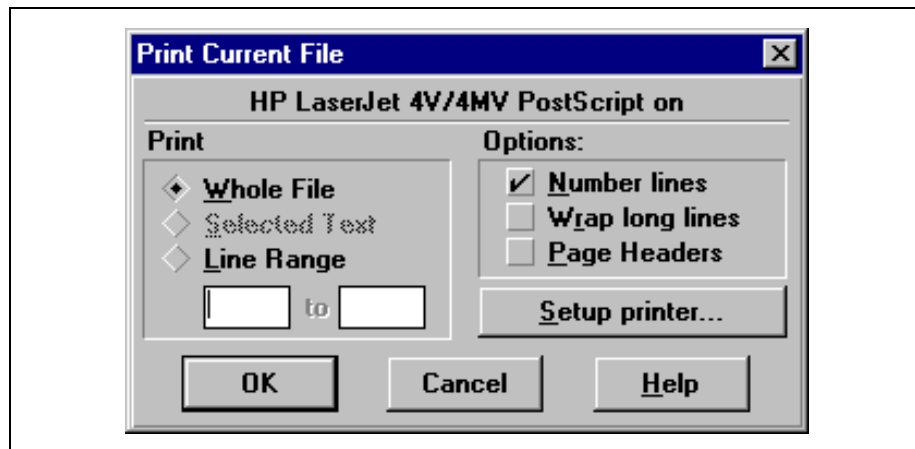 Print Current File
HP LaserJet 4V/4MV PostScript on
Print
Whole File
Selected Text
Line Range
to
Options:
Number lines
Wrap long lines
Page Headers
Setup printer...
OK Cancel Help